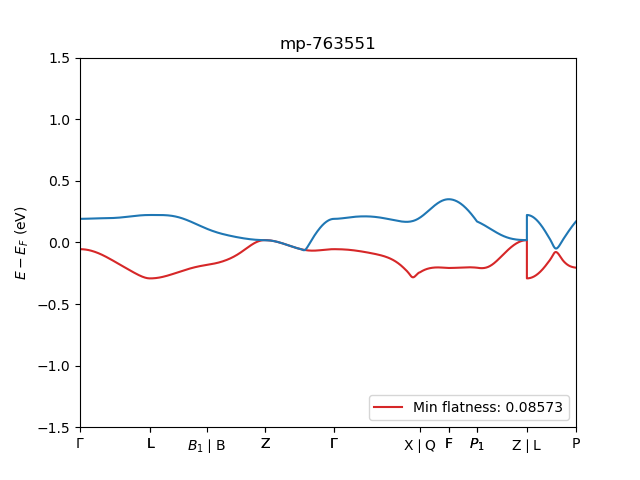 mp-763551
1.5
1.0
0.5
0.0
−0.5
−1.0
−1.5
E − E_F (eV)
Min flatness: 0.08573
Γ L B₁ | B Z Γ X | Q F P₁ Z | L P